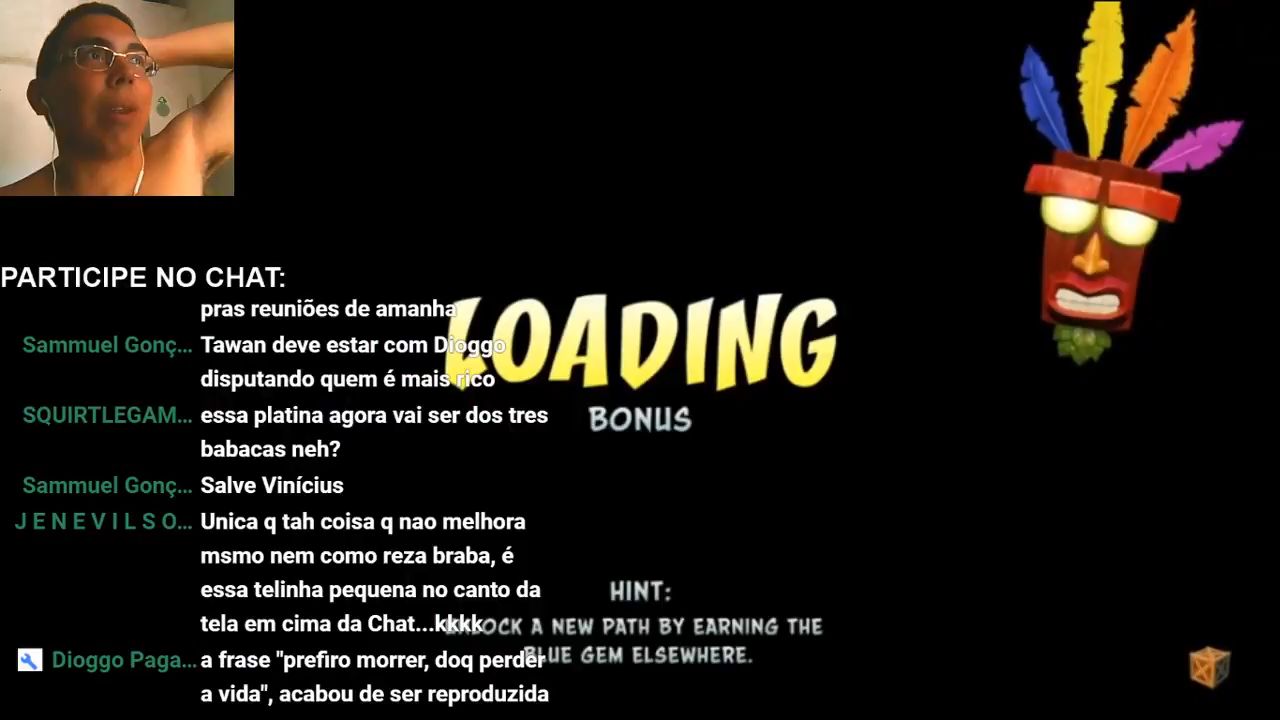 PARTICIPE NO CHAT:
pras reuniões de amanha
Sammuel Gonç... Tawan deve estar com Dioggo
disputando quem é mais rico
SQUIRTLEGAM... essa platina agora vai ser dos tres
babacas neh?
Sammuel Gonç... Salve Vinícius
J E N E V I L S O... Unica q tah coisa q nao melhora
msmo nem como reza braba, é
essa telinha pequena no canto da
tela em cima da Chat...kkkk
Dioggo Paga... a frase "prefiro morrer, doq perder
a vida", acabou de ser reproduzida
LOADING
BONUS
HINT:
A NEW PATH BY EARNING THE
BLUE GEM ELSEWHERE.